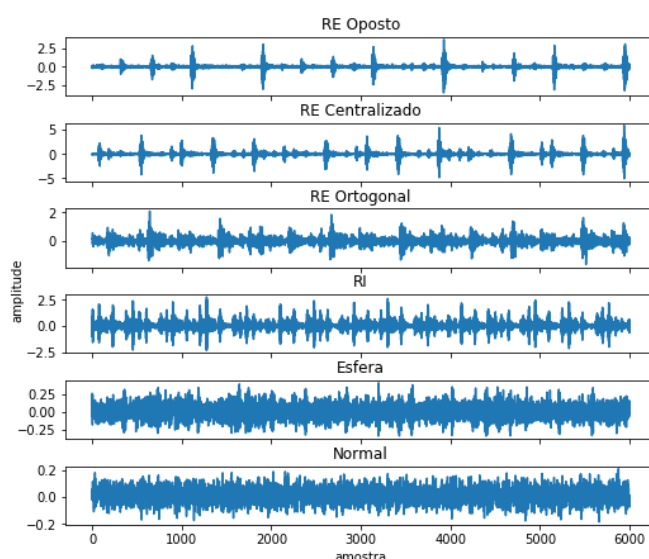 RE Oposto
2.5
0.0
−2.5
RE Centralizado
5
0
−5
RE Ortogonal
2
0
amplitude
RI
2.5
0.0
−2.5
Esfera
0.25
0.00
−0.25
Normal
0.2
0.0
−0.2
0 1000 2000 3000 4000 5000 6000
amostra